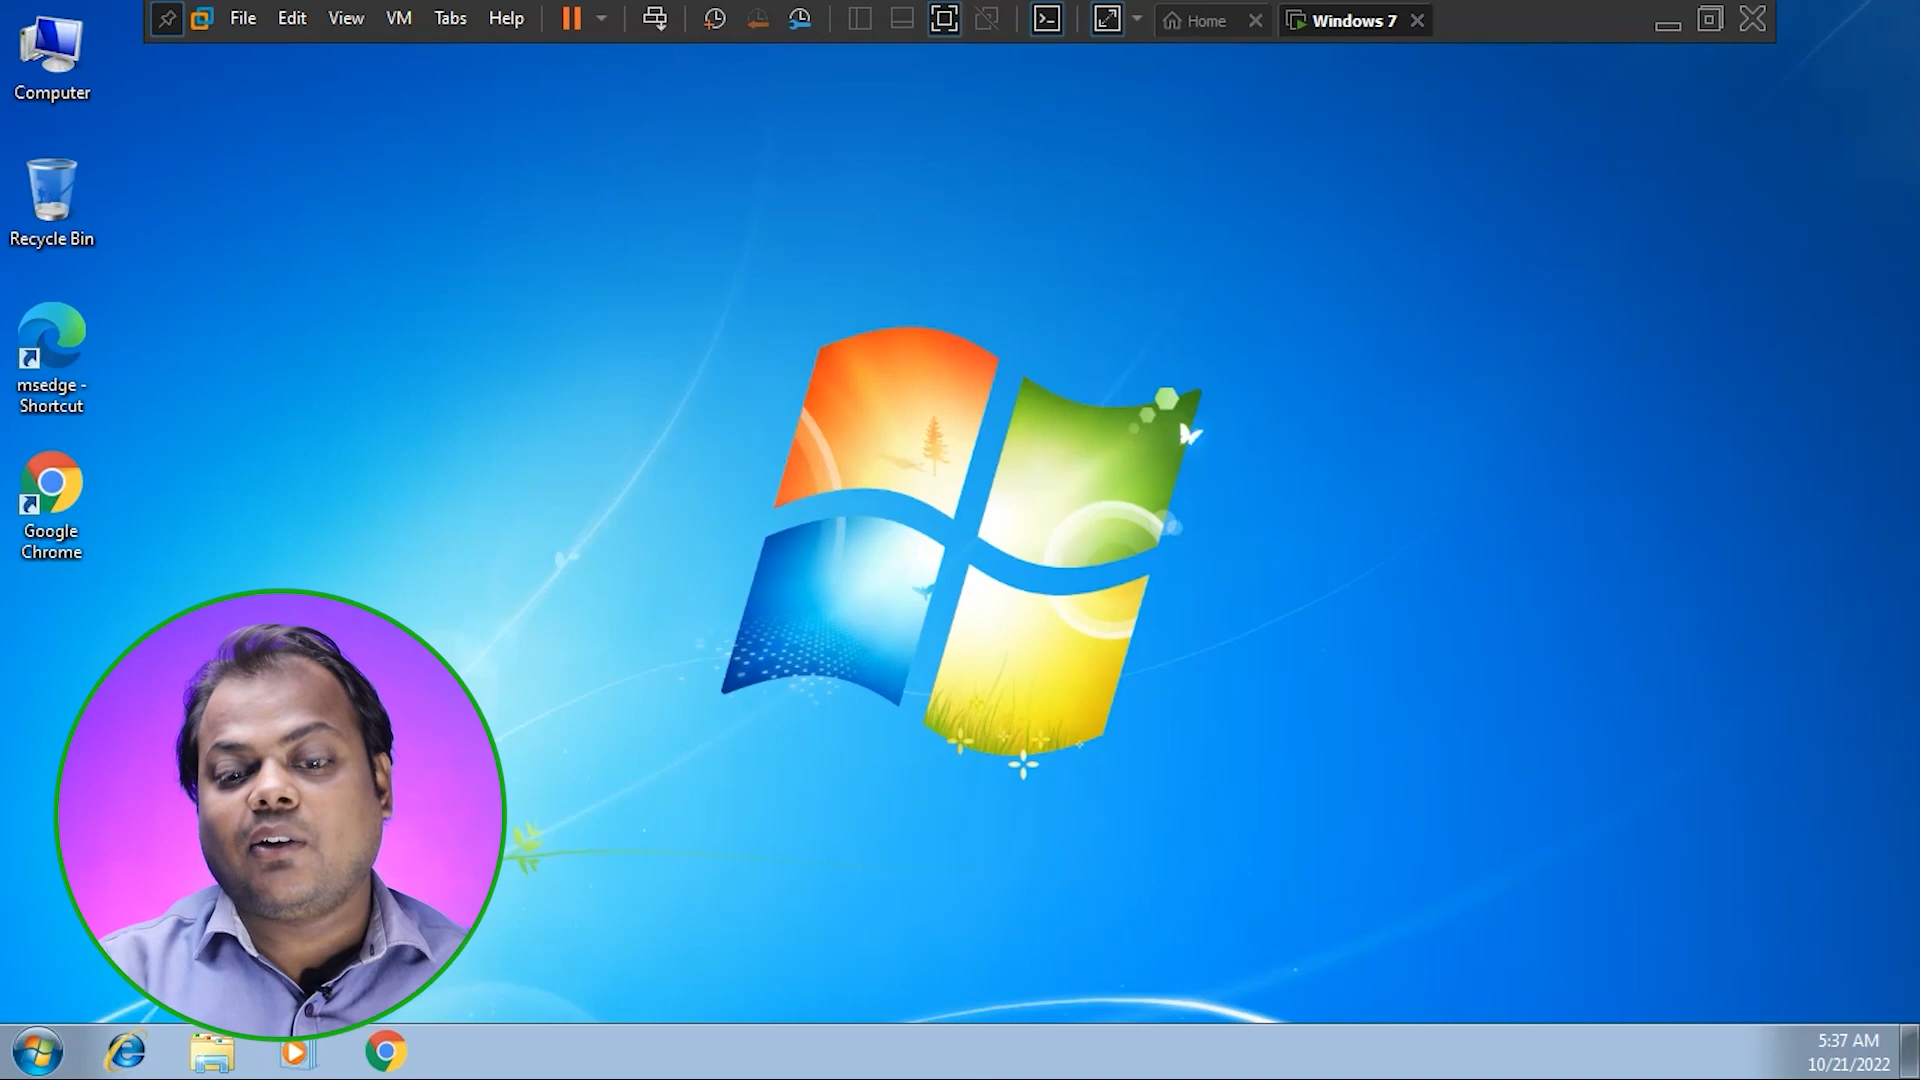 File Edit View VM Tabs Help
Home
Windows 7
Computer
Recycle Bin
msedge -
Shortcut
Google
Chrome
5:37 AM
10/21/2022